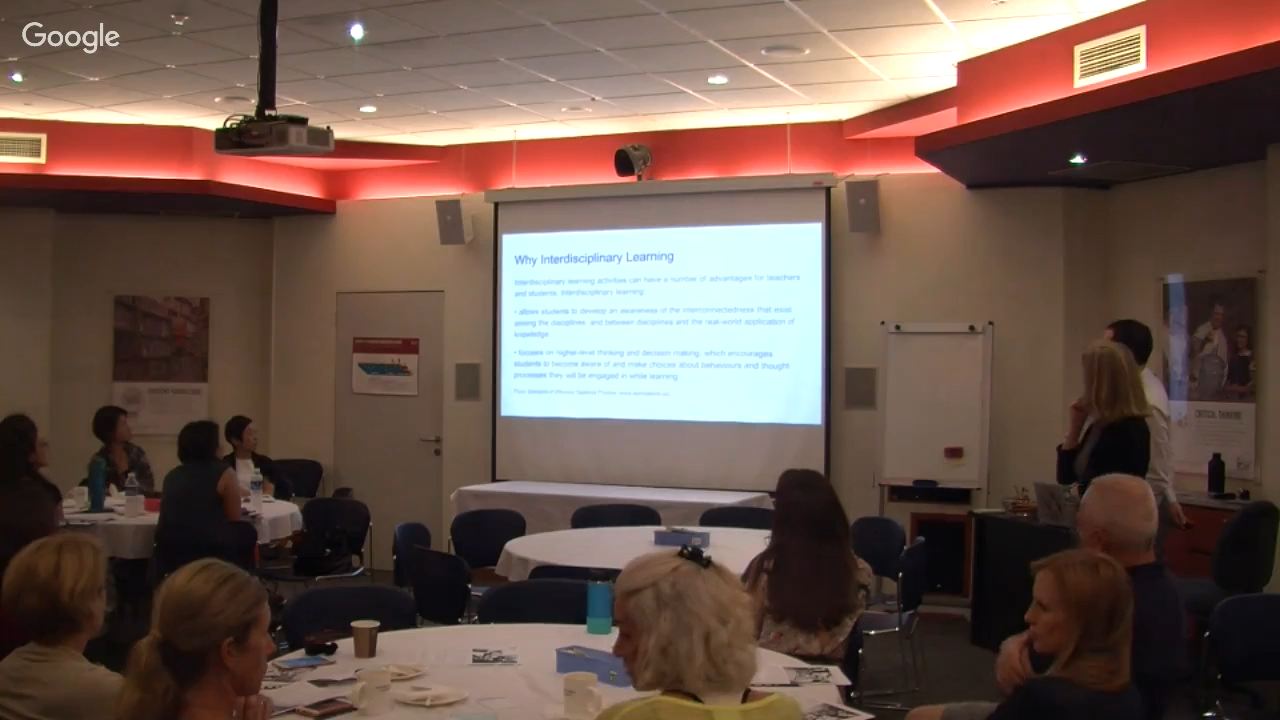 Google
Why Interdisciplinary Learning
Interdisciplinary learning activities can have a number of advantages for teachers
and students. Interdisciplinary learning:
• allows students to develop an awareness of the interconnectedness that exist
among the disciplines, and between disciplines and the real-world application of
knowledge
• focuses on higher-level thinking and decision making, which encourages
students to become aware of and make choices about behaviours and thought
processes they will be engaged in while learning
CRITICAL THINKING